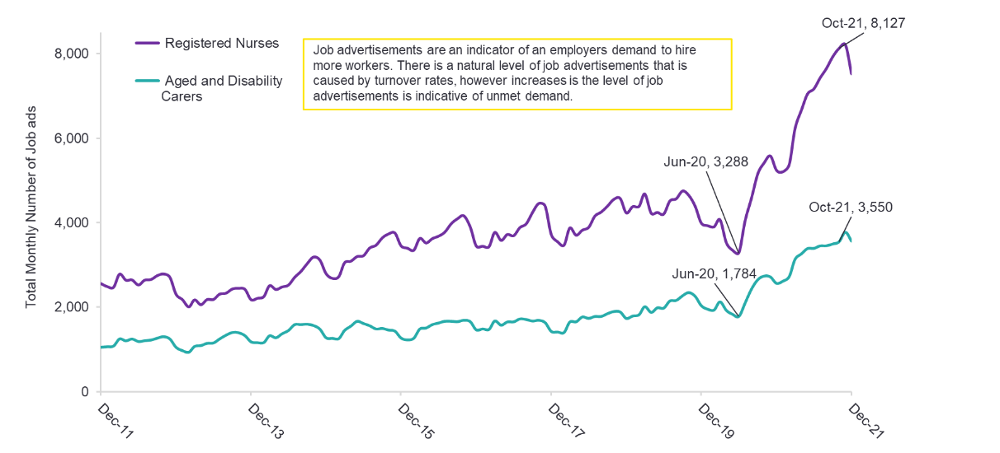 Oct-21, 8,127
Registered Nurses
Aged and Disability
Carers
Job advertisements are an indicator of an employers demand to hire
more workers. There is a natural level of job advertisements that is
caused by turnover rates, however increases is the level of job
advertisements is indicative of unmet demand.
Total Monthly Number of Job ads
8,000
6,000
4,000
2,000
0
Jun-20, 3,288
Oct-21, 3,550
Jun-20, 1,784
Dec-11
Dec-13
Dec-15
Dec-17
Dec-19
Dec-21